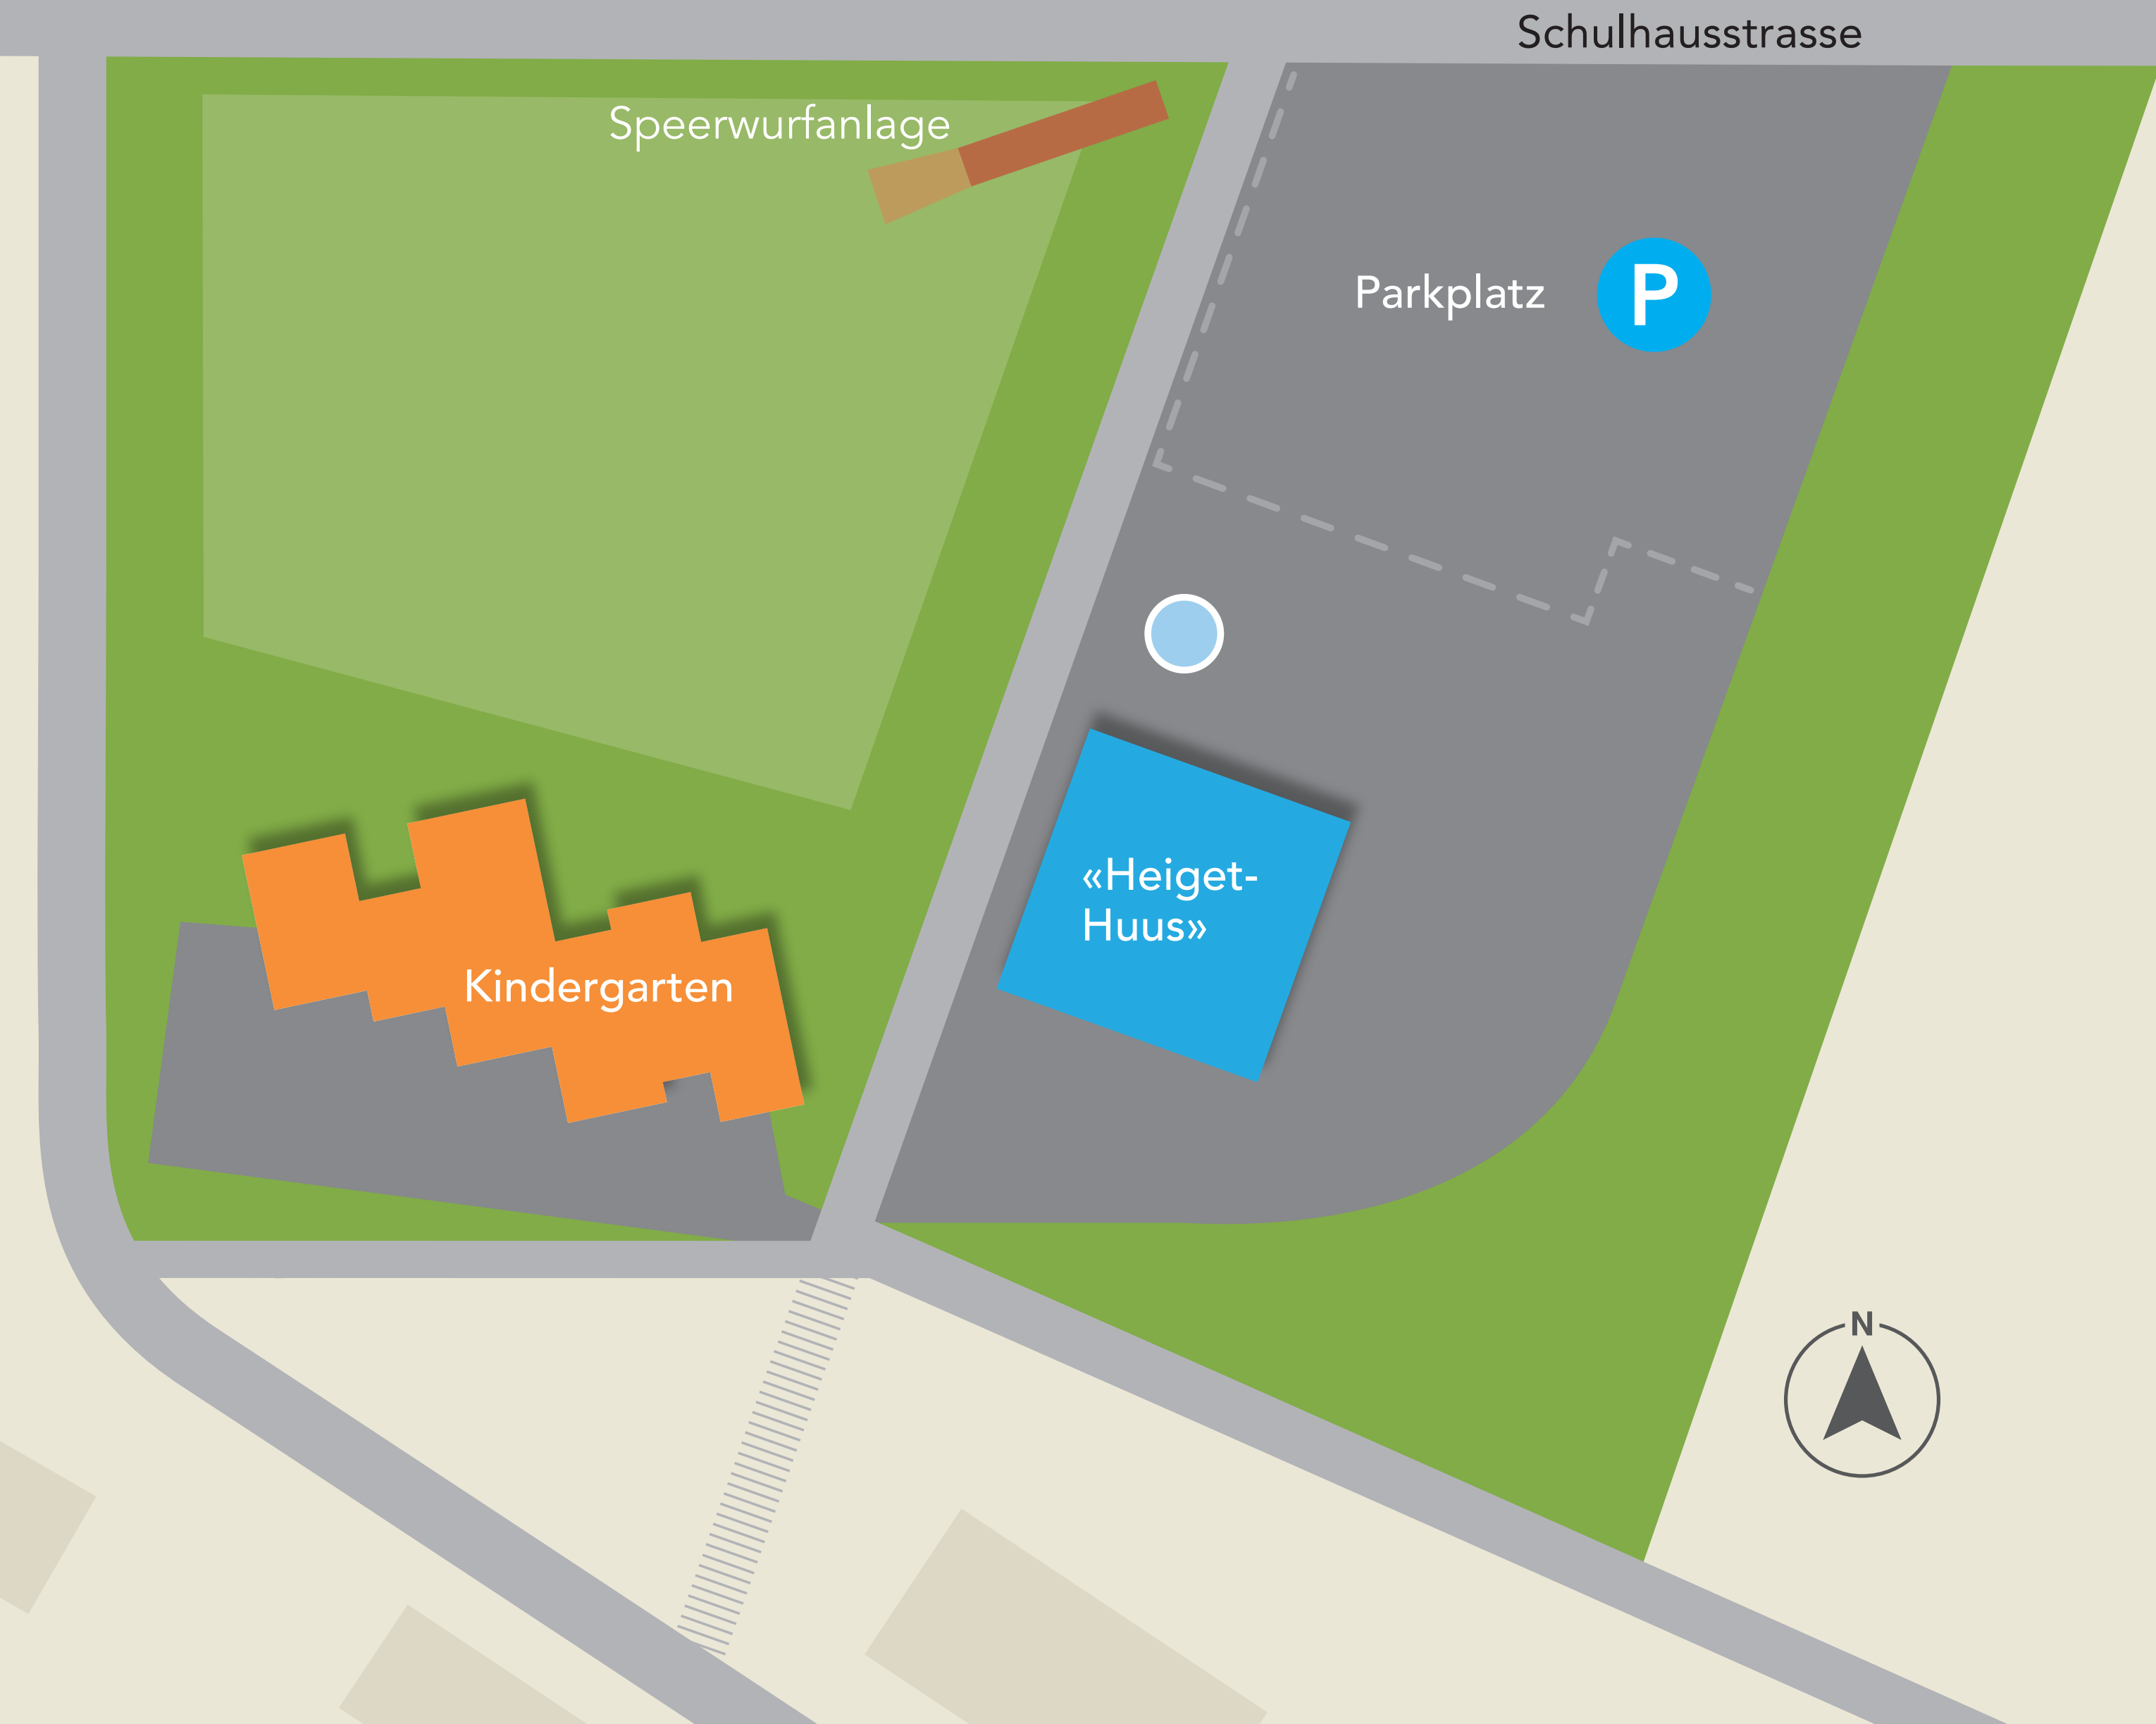 Schulhausstrasse
Speerwurfanlage
Parkplatz
P
«Heiget-
Huus»
Kindergarten
N